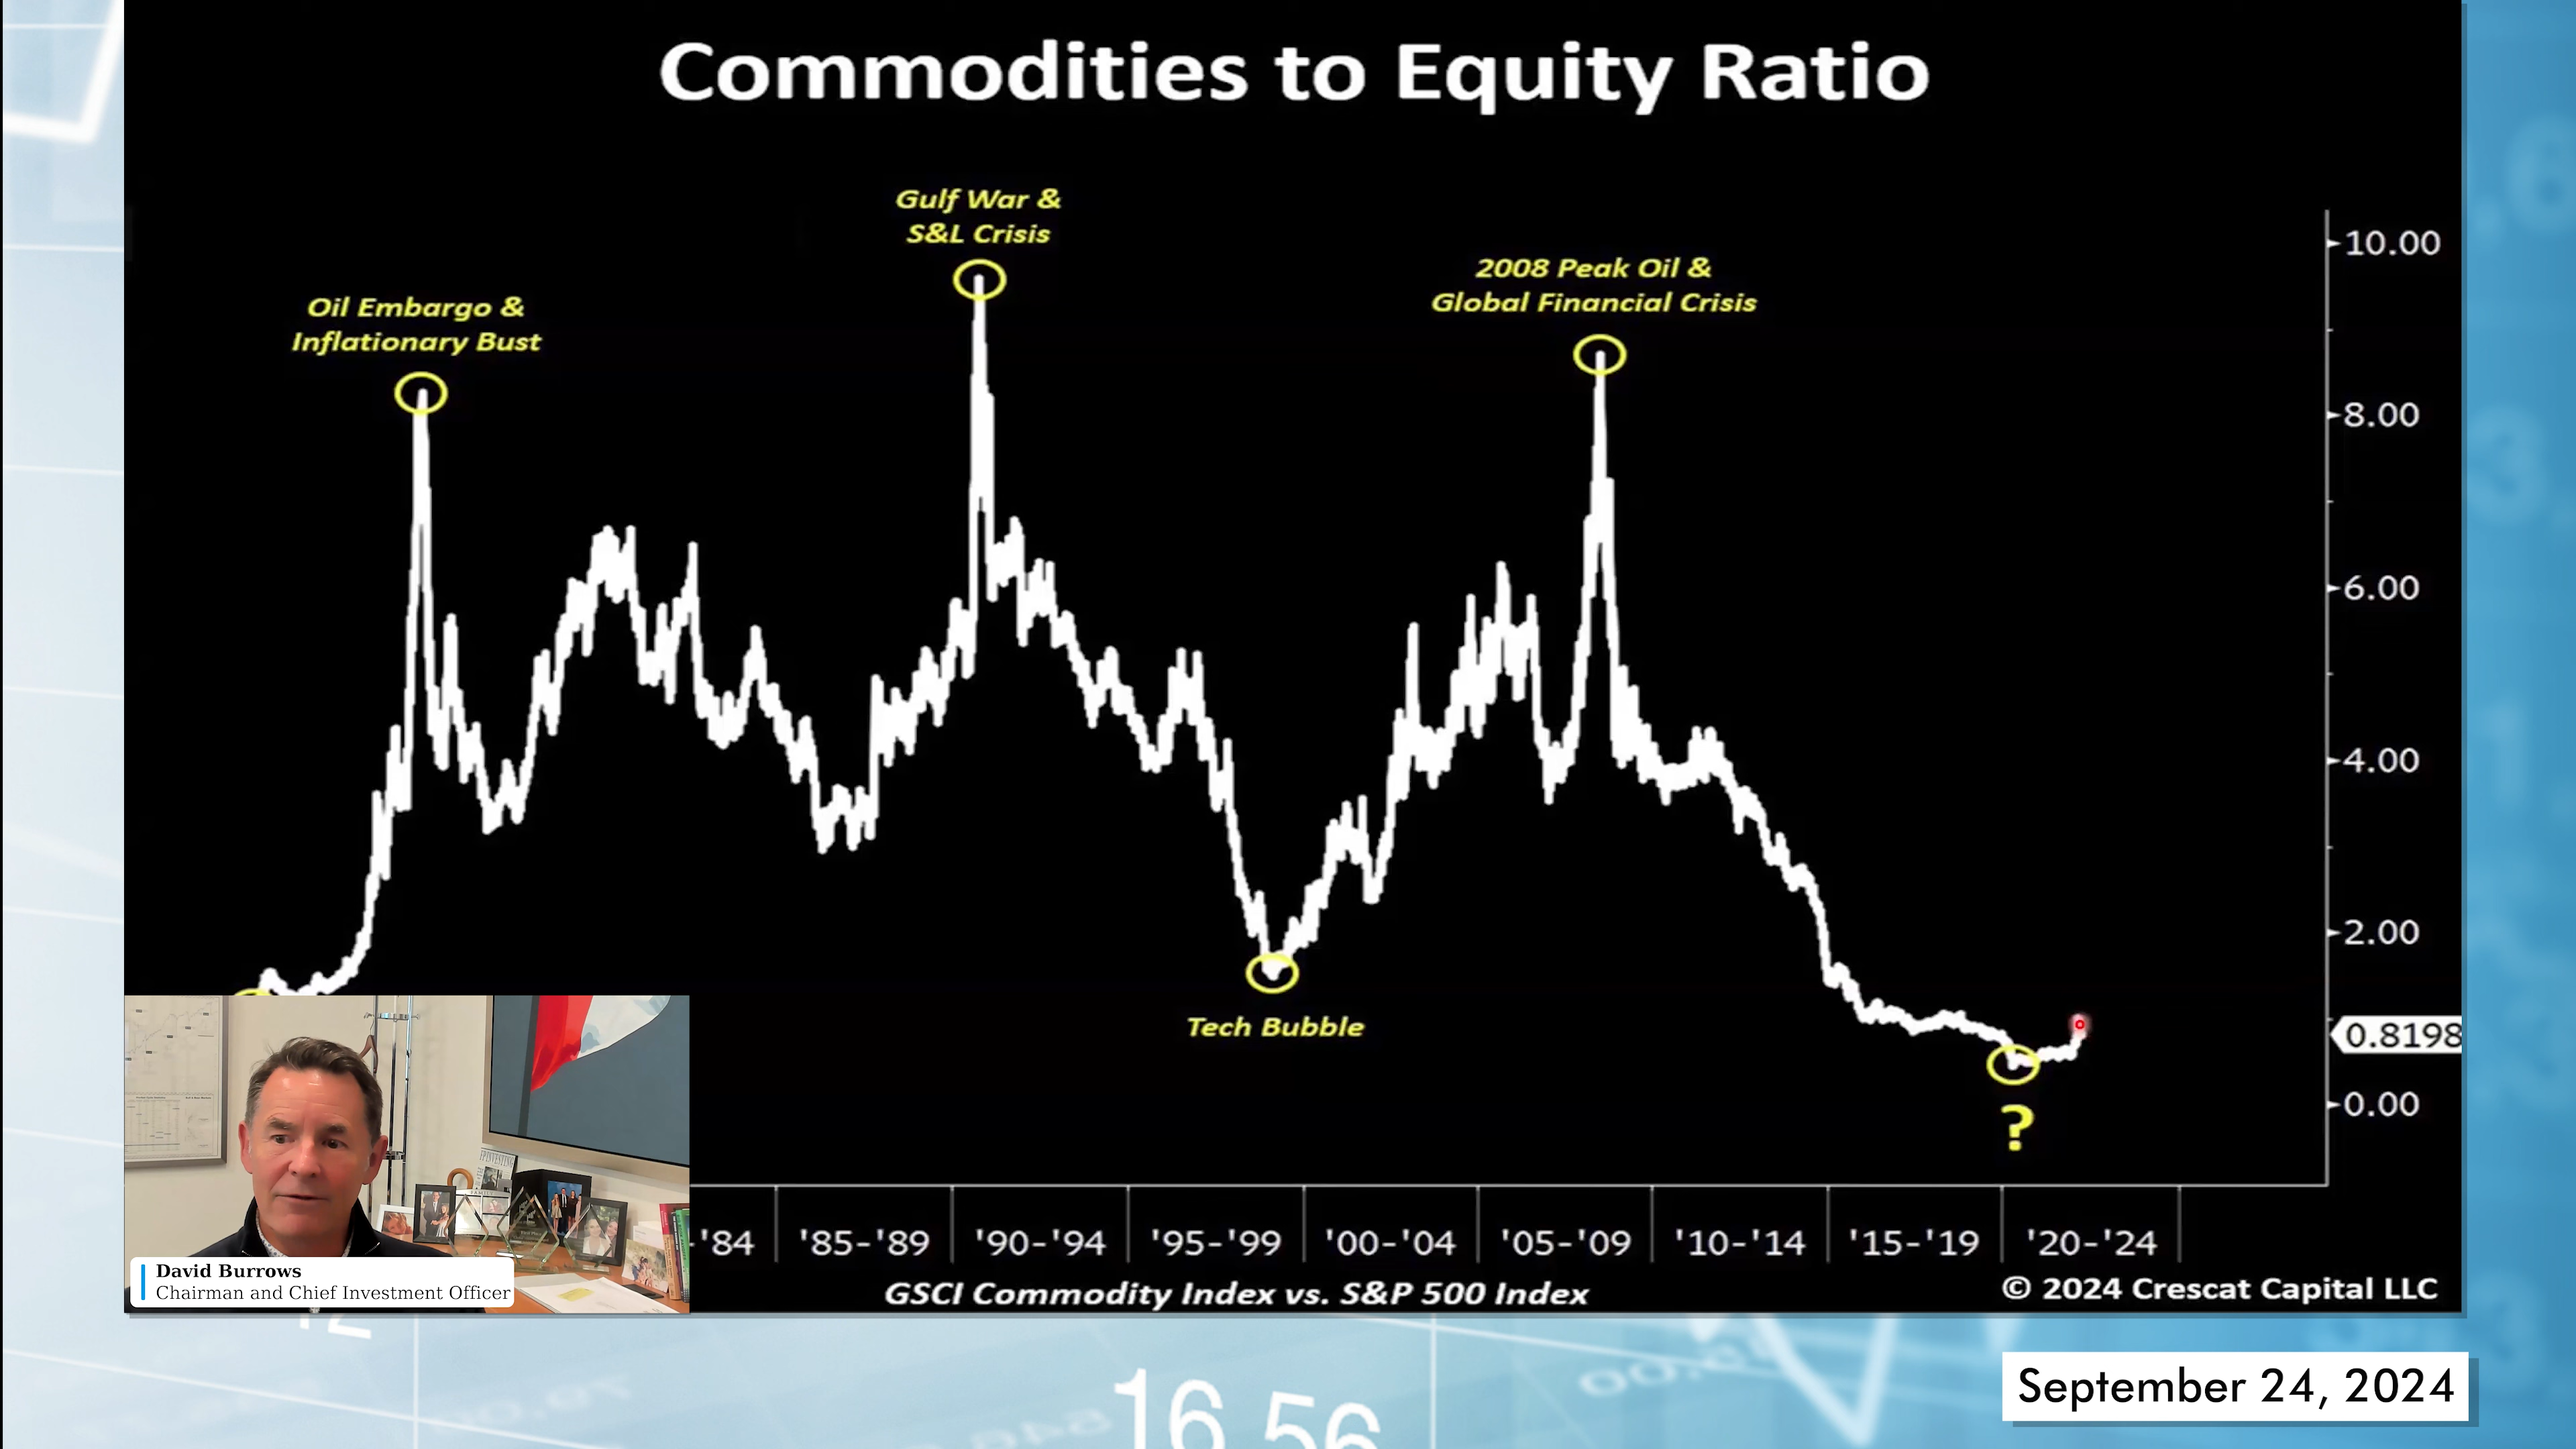 Commodities to Equity Ratio
Gulf War &
S&L Crisis
2008 Peak Oil &
Global Financial Crisis
Oil Embargo &
Inflationary Bust
10.00
8.00
6.00
4.00
2.00
0.8198
0.00
Tech Bubble
?
'84
'85-'89
'90-'94
'95-'99
'00-'04
'05-'09
'10-'14
'15-'19
'20-'24
GSCI Commodity Index vs. S&P 500 Index
© 2024 Crescat Capital LLC
David Burrows
Chairman and Chief Investment Officer
September 24, 2024
16.56